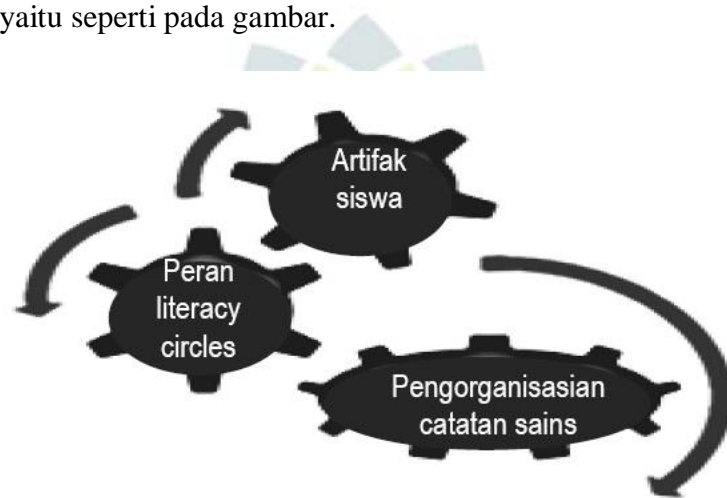 yaitu seperti pada gambar.
Artifak
siswa
Peran
literacy
circles
Pengorganisasian
catatan sains